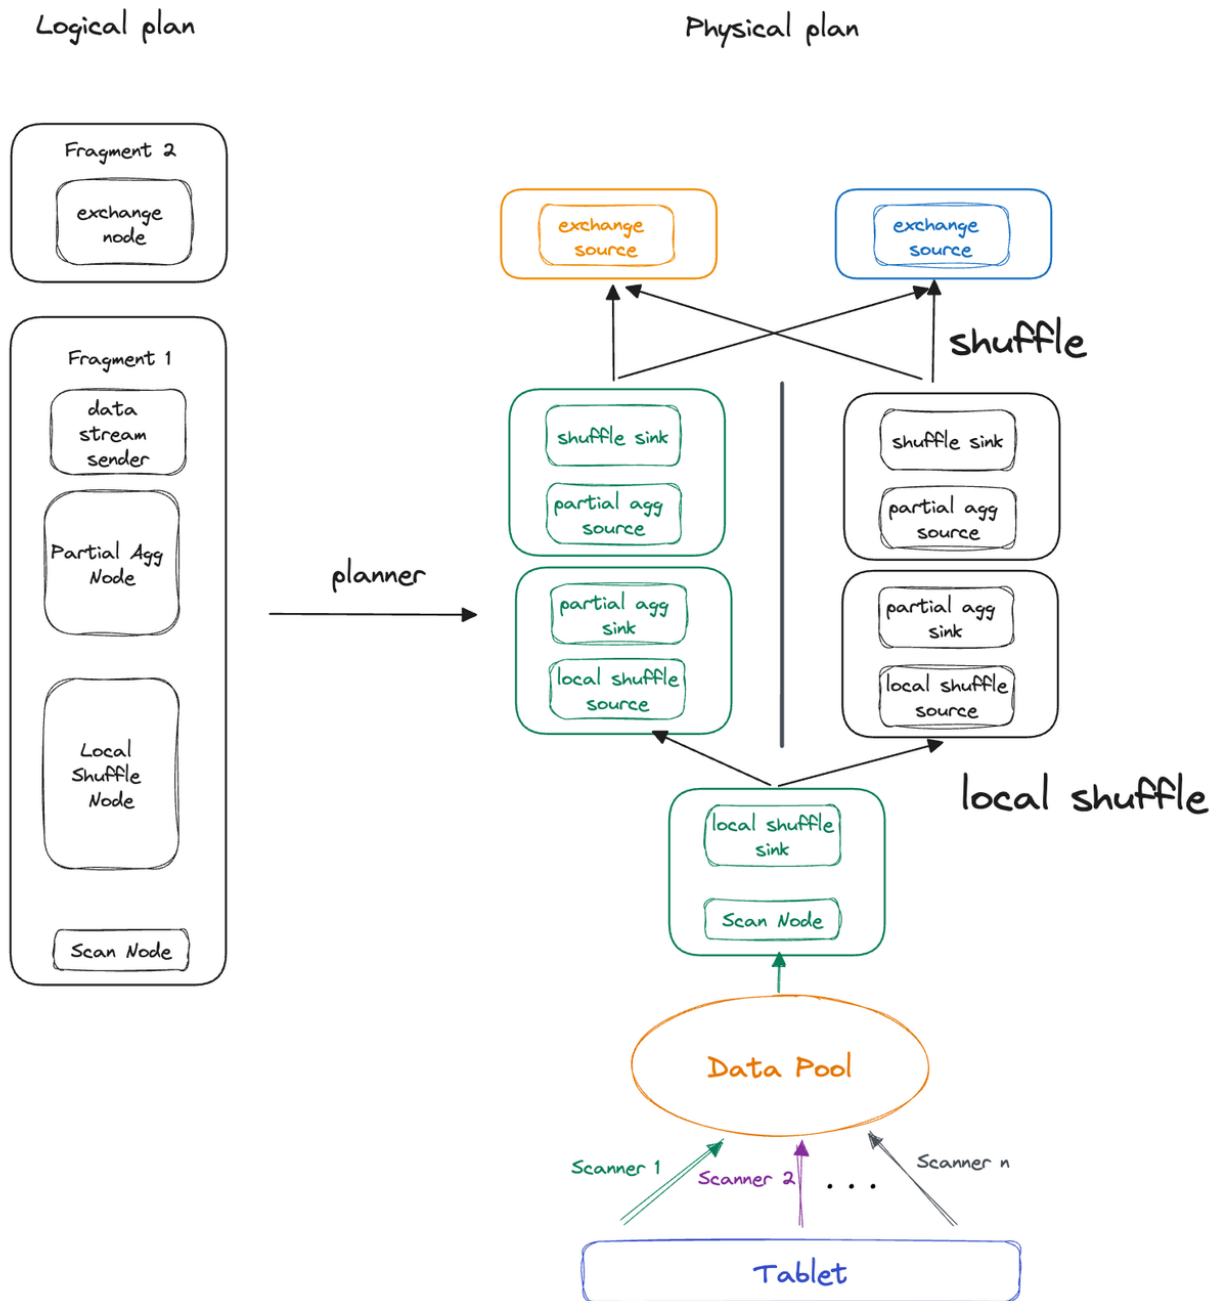 Logical plan
Physical plan
Fragment 2
exchange
node
Fragment 1
data
stream
sender
Partial Agg
Node
Local
Shuffle
Node
Scan Node
planner
exchange
source
exchange
source
shuffle
shuffle sink
partial agg
source
shuffle sink
partial agg
source
partial agg
sink
local shuffle
source
partial agg
sink
local shuffle
source
local shuffle
local shuffle
sink
Scan Node
Data Pool
Scanner 1
Scanner 2
...
Scanner n
Tablet